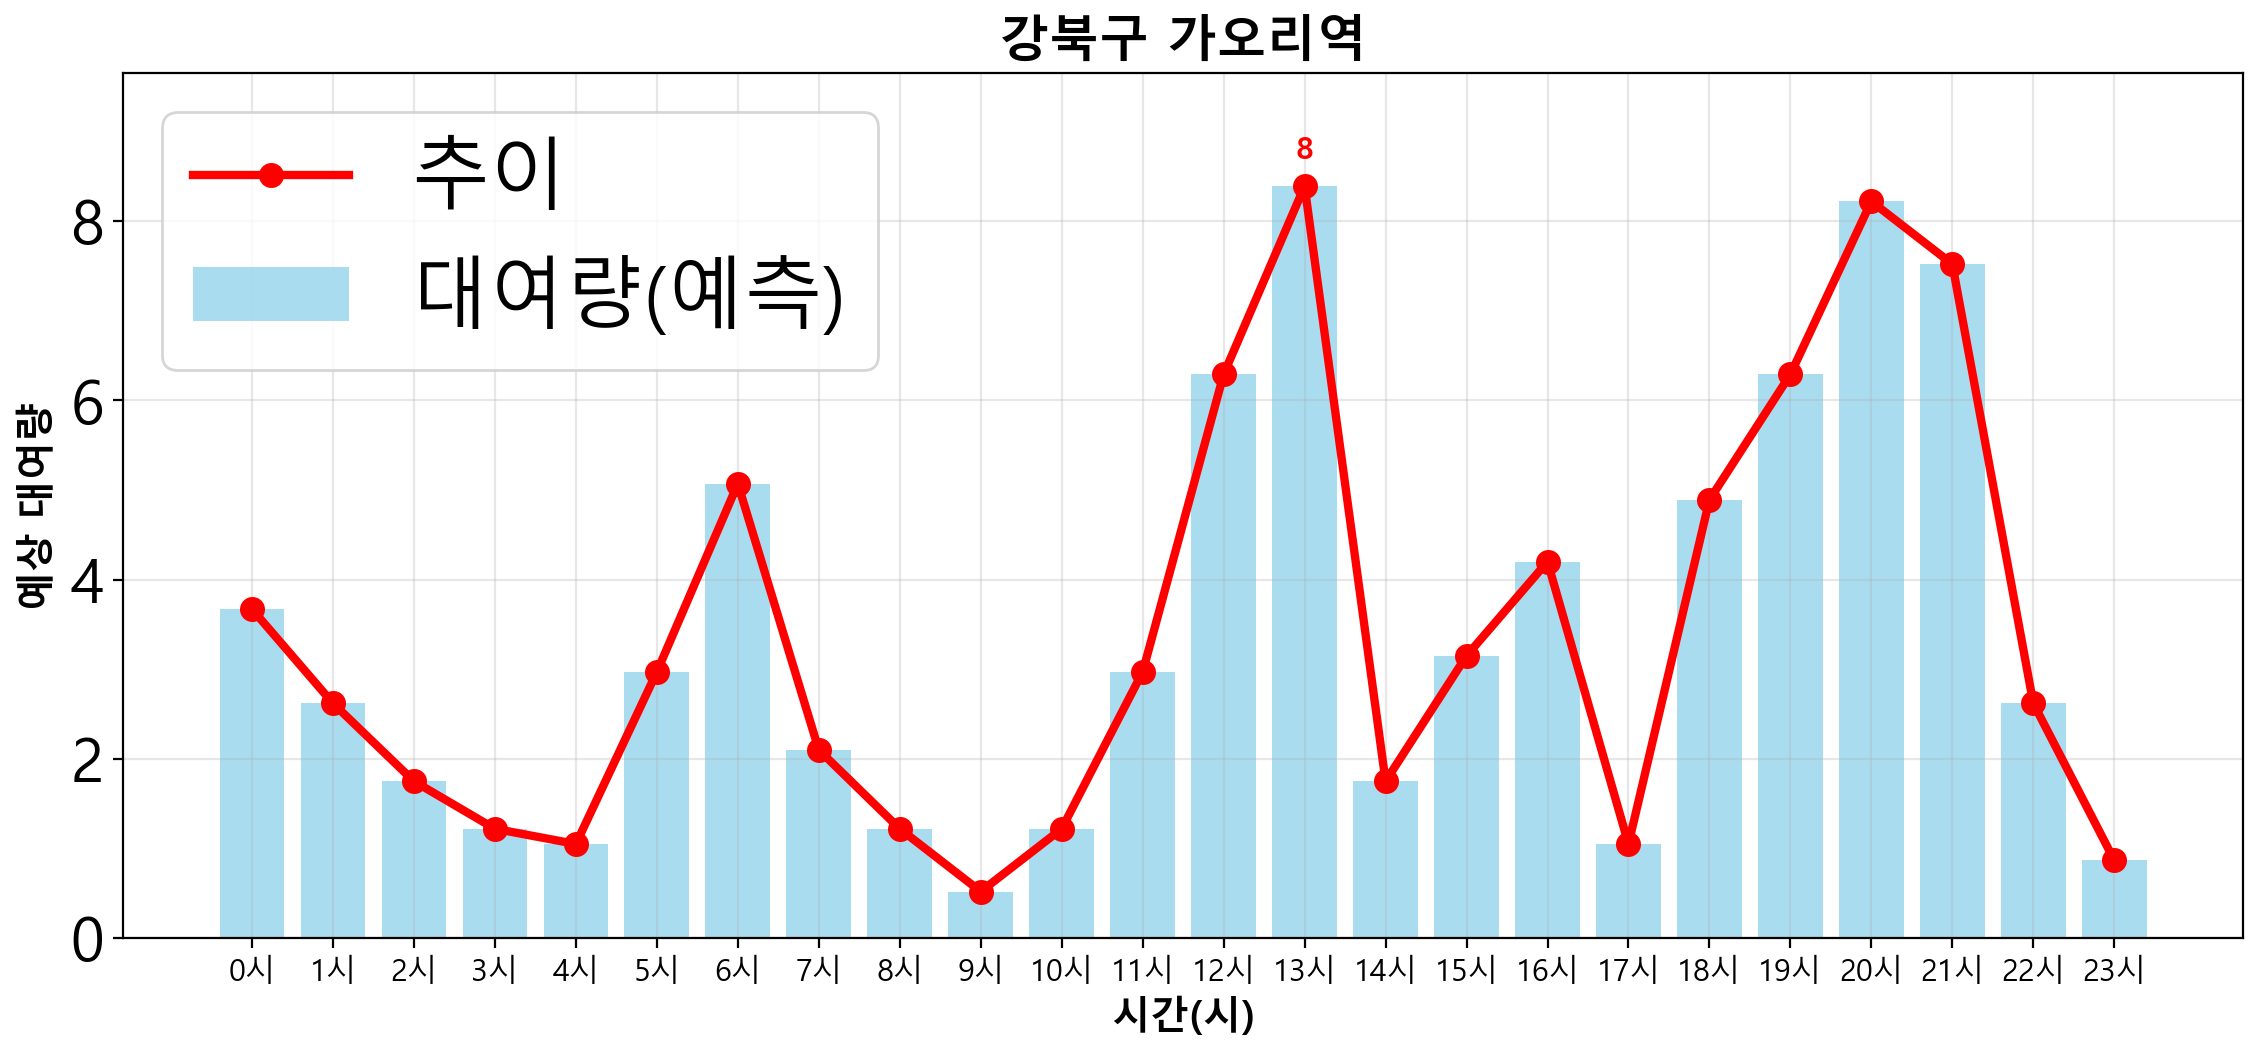 강북구 가오리역
추이
대여량(예측)
8
예상 대여량
8
6
4
2
0
0시 1시 2시 3시 4시 5시 6시 7시 8시 9시 10시 11시 12시 13시 14시 15시 16시 17시 18시 19시 20시 21시 22시 23시
시간(시)